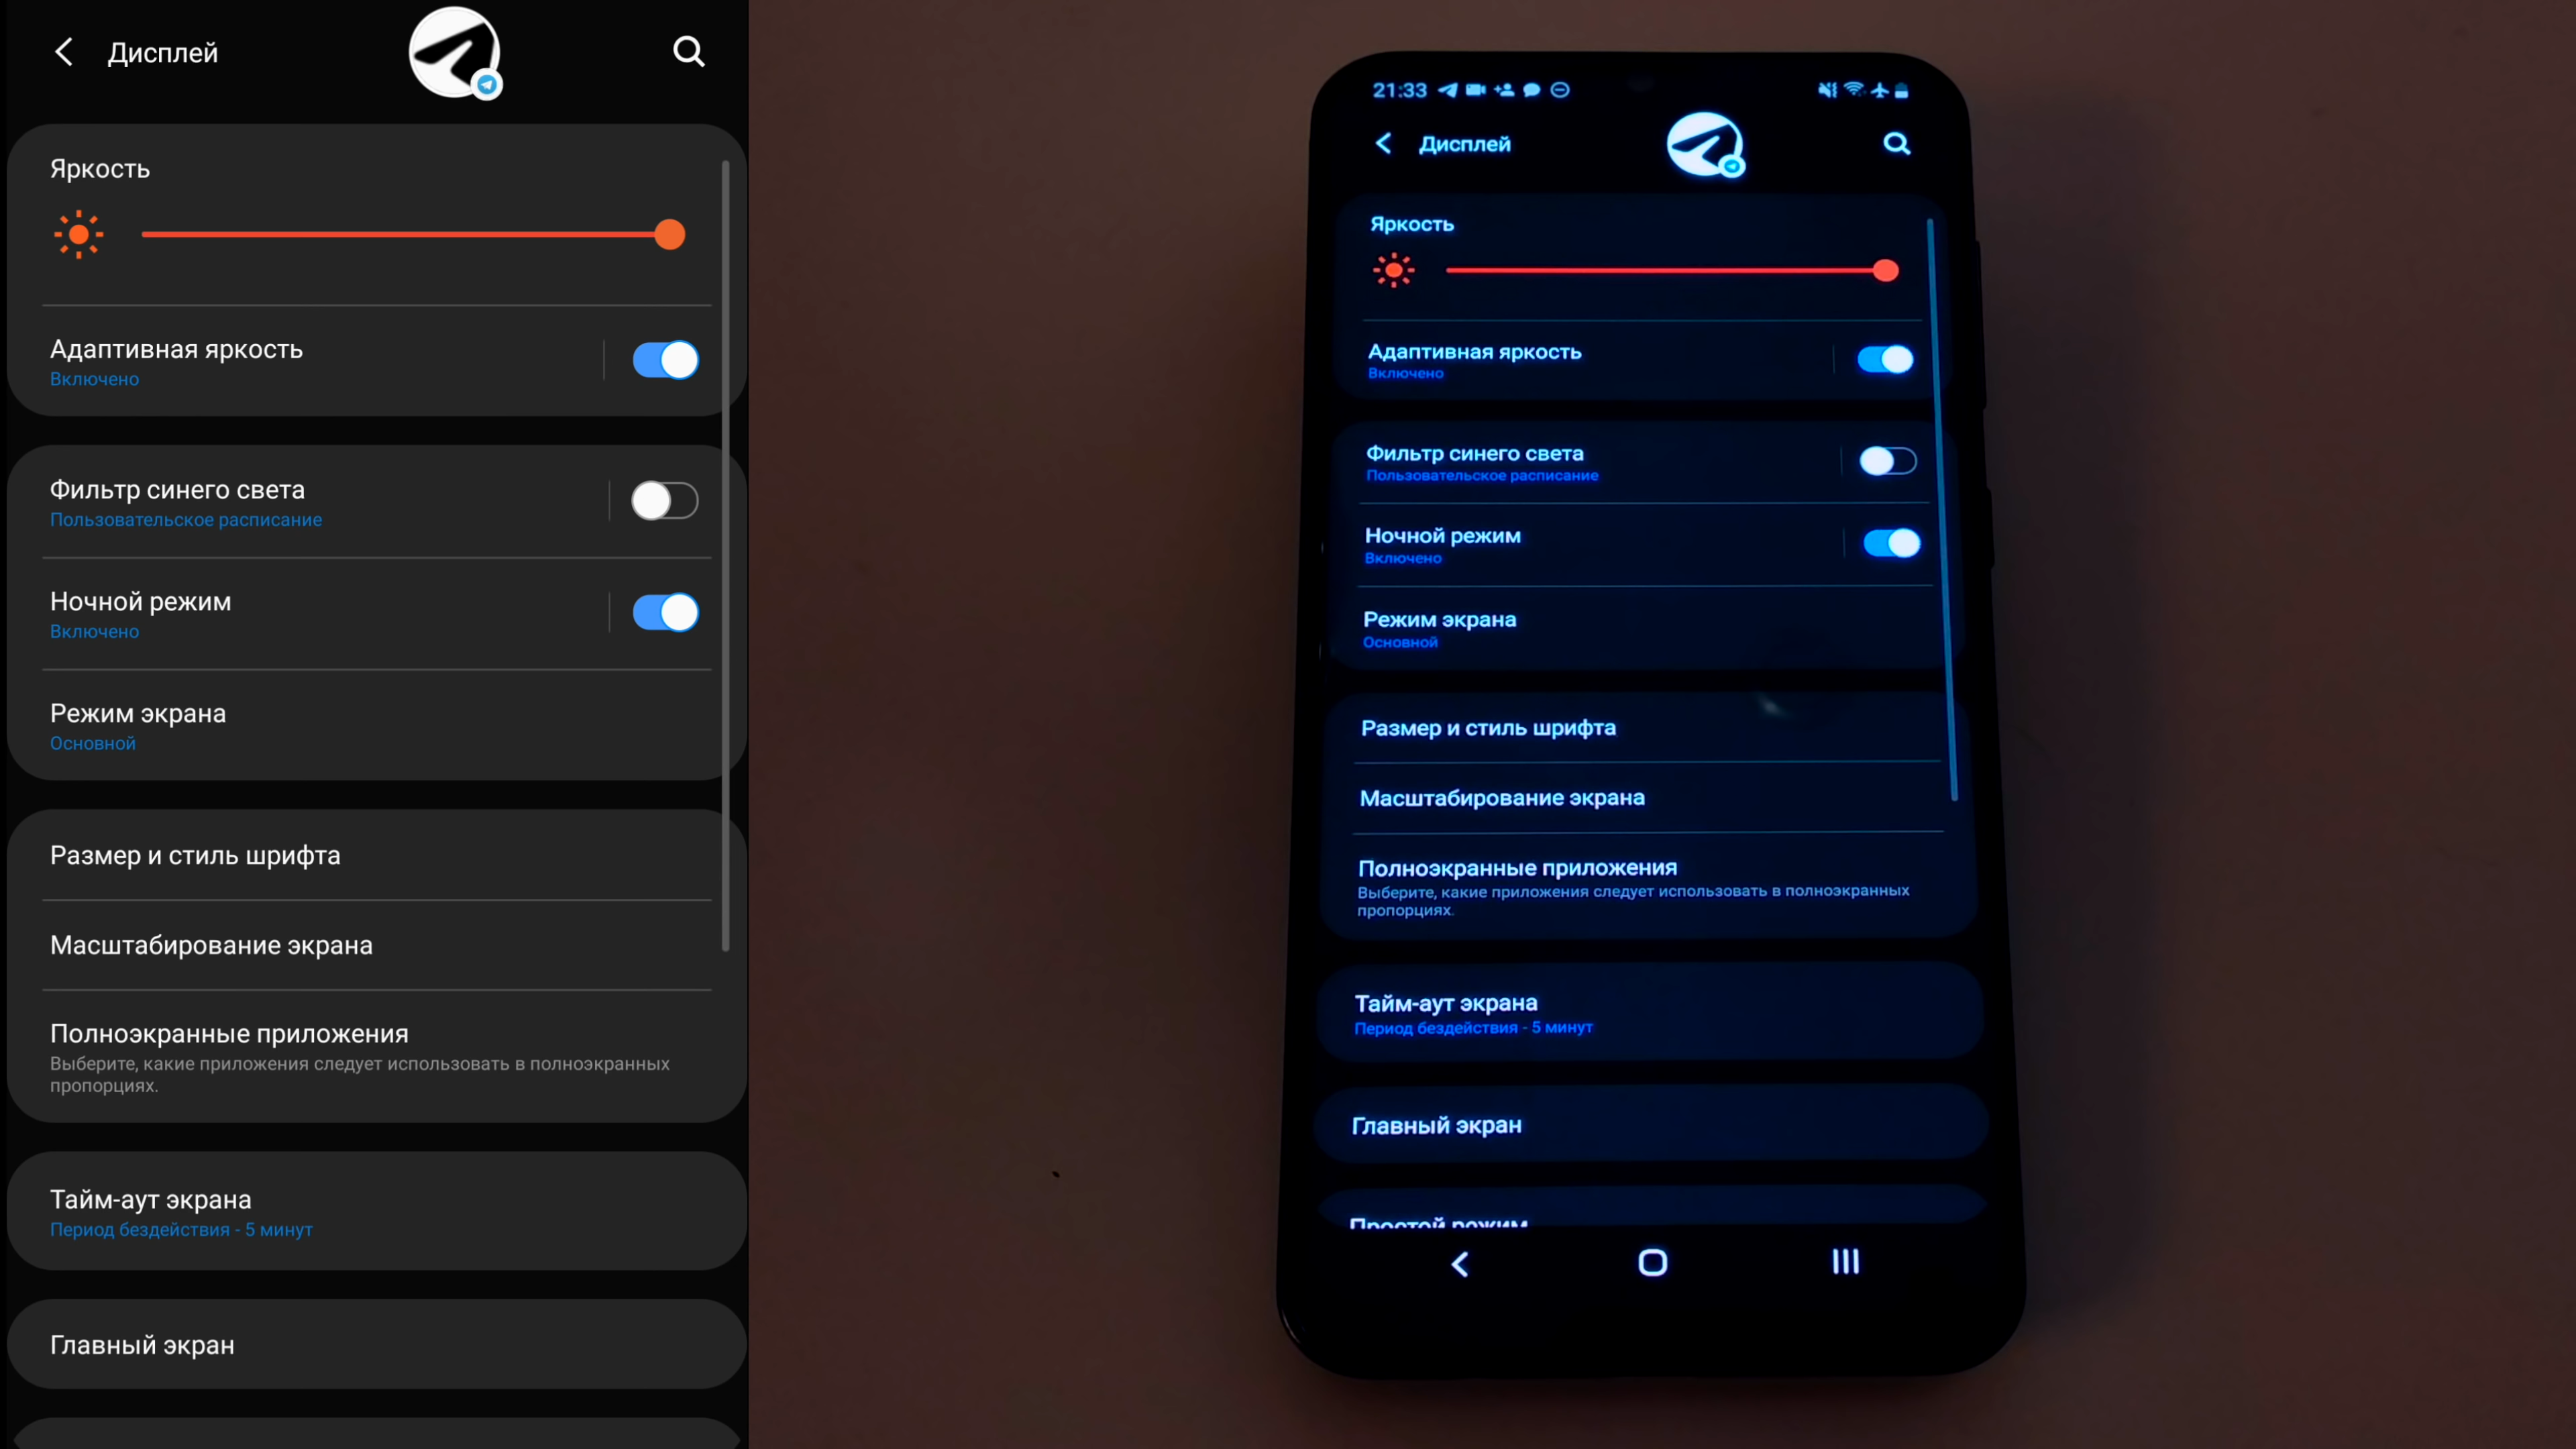 Дисплей
Яркость
Адаптивная яркость
Включено
Фильтр синего света
Пользовательское расписание
Ночной режим
Включено
Режим экрана
Основной
Размер и стиль шрифта
Масштабирование экрана
Полноэкранные приложения
Выберите, какие приложения следует использовать в полноэкранных
пропорциях.
Тайм-аут экрана
Период бездействия - 5 минут
Главный экран
21:33
Дисплей
Яркость
Адаптивная яркость
Включено
Фильтр синего света
Пользовательское расписание
Ночной режим
Включено
Режим экрана
Основной
Размер и стиль шрифта
Масштабирование экрана
Полноэкранные приложения
Выберите, какие приложения следует использовать в полноэкранных
пропорциях.
Тайм-аут экрана
Период бездействия - 5 минут
Главный экран
Простой режим